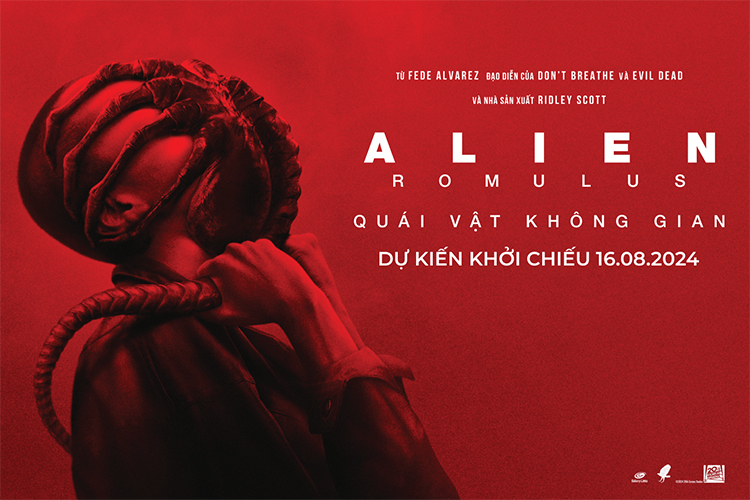 TỪ FEDE ALVAREZ ĐẠO DIỄN CỦA DON'T BREATHE VÀ EVIL DEAD
VÀ NHÀ SẢN XUẤT RIDLEY SCOTT
ALIEN
ROMULUS
QUÁI VẬT KHÔNG GIAN
DỰ KIẾN KHỞI CHIẾU 16.08.2024